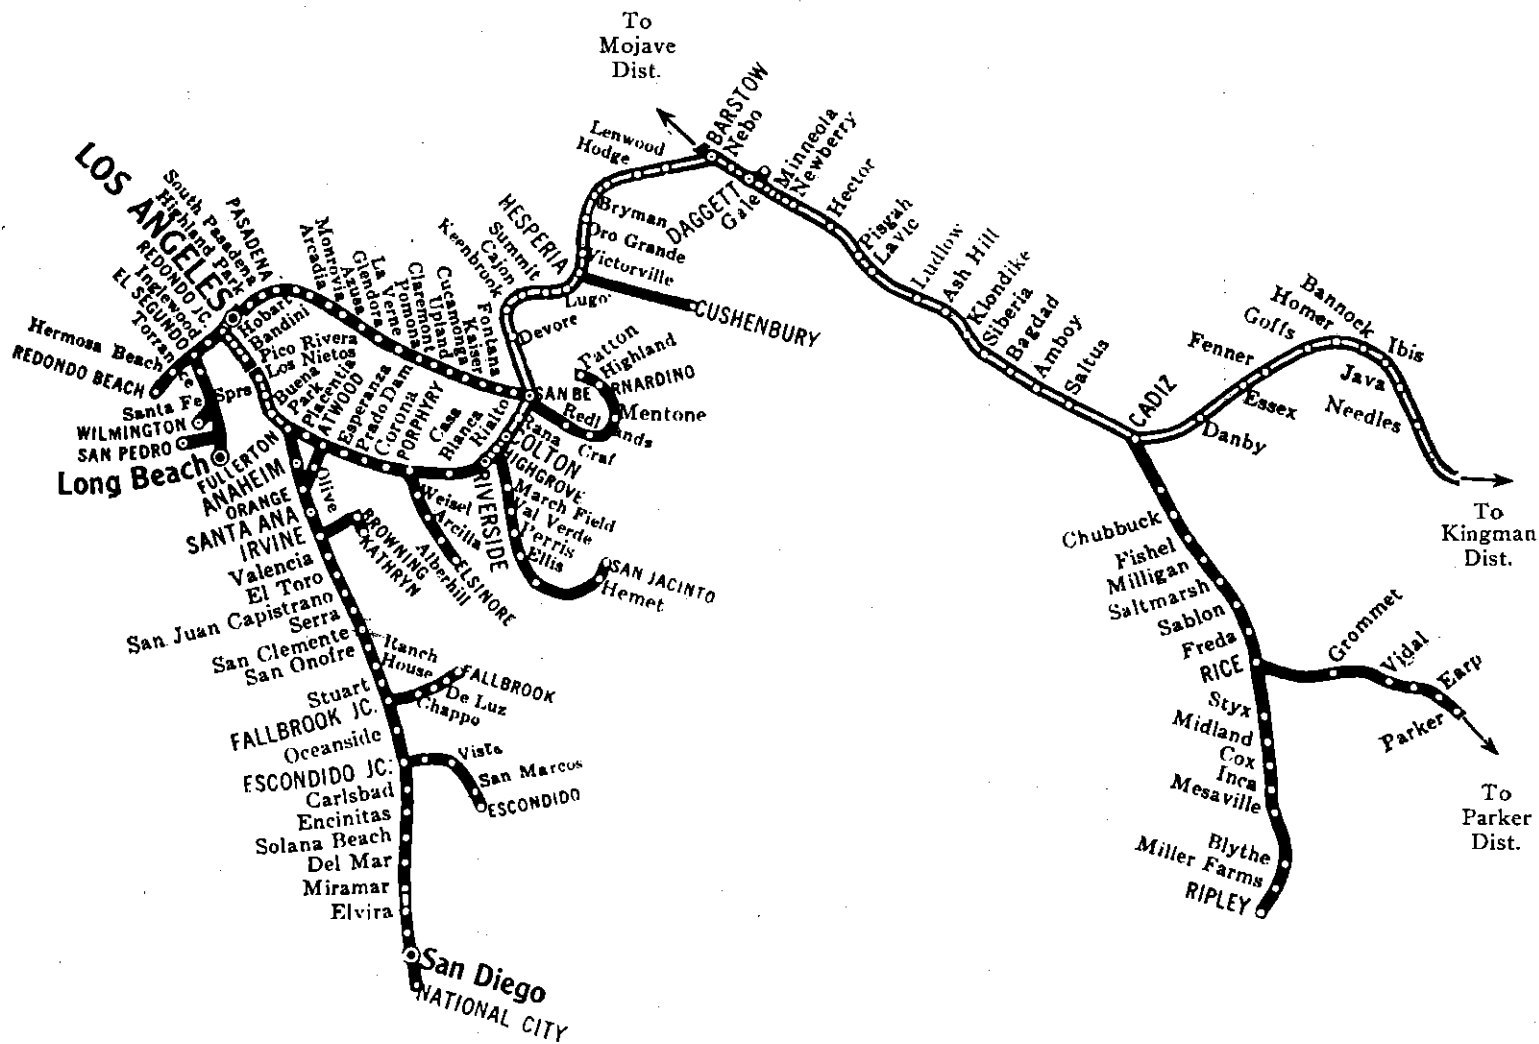 To
Mojave
Dist.
BARSTOW
Nebo
Lenwood
Hodge
Minneola
Newberry
DAGGETT
Gale
Hector
Pisgah
Lavic
Ludlow
Ash Hill
Klondike
Siberia
Bagdad
Amboy
Saltus
CADIZ
Danby
Essex
Fenner
Goffs
Homer
Bannock
Ibis
Java
Needles
To
Kingman
Dist.
Bryman
Oro Grande
Victorville
HESPERIA
Lugo
CUSHENBURY
Summit
Cajon
Keenbrook
Devore
LOS ANGELES
South Pasadena
Highland Park
PASADENA
REDONDO JC.
Inglewood
EL SEGUNDO
Torrance
Hermosa Beach
REDONDO BEACH
WILMINGTON
SAN PEDRO
Long Beach
Hobart
Bandini
Pico Rivera
Los Nietos
Santa Fe Sprs
Buena
Park
Placentia
ATWOOD
Esperansa
Prado Dam
Corona
PORPHYRY
Casa
Blanca
Rialto
Arcadia
Monrovia
Azusa
Glendora
La Verne
Pomona
Claremont
Upland
Cucamonga
Kaiser
Fontana
SAN BERNARDINO
Patton
Highland
Mentone
Redlands
Craf
Rana
COLTON
HIGHGROVE
RIVERSIDE
March Field
Val Verde
Perris
Ellis
SAN JACINTO
Hemet
Weisel
Arcilla
Alberhill
ELSINORE
FULLERTON
ANAHEIM
ORANGE
Olive
SANTA ANA
IRVINE
BROWNING
KATHRYN
Valencia
El Toro
San Juan Capistrano
Serra
San Clemente
San Onofre
Ranch
House
Stuart
FALLBROOK JC.
FALLBROOK
De Luz
Chappo
Oceanside
ESCONDIDO JC.
Vista
San Marcos
ESCONDIDO
Carlsbad
Encinitas
Solana Beach
Del Mar
Miramar
Elvira
San Diego
NATIONAL CITY
Chubbuck
Fishel
Milligan
Saltmarsh
Sablon
Freda
RICE
Grommet
Vidal
Earp
Parker
To
Parker
Dist.
Styx
Midland
Cox
Inca
Mesaville
Blythe
Miller Farms
RIPLEY